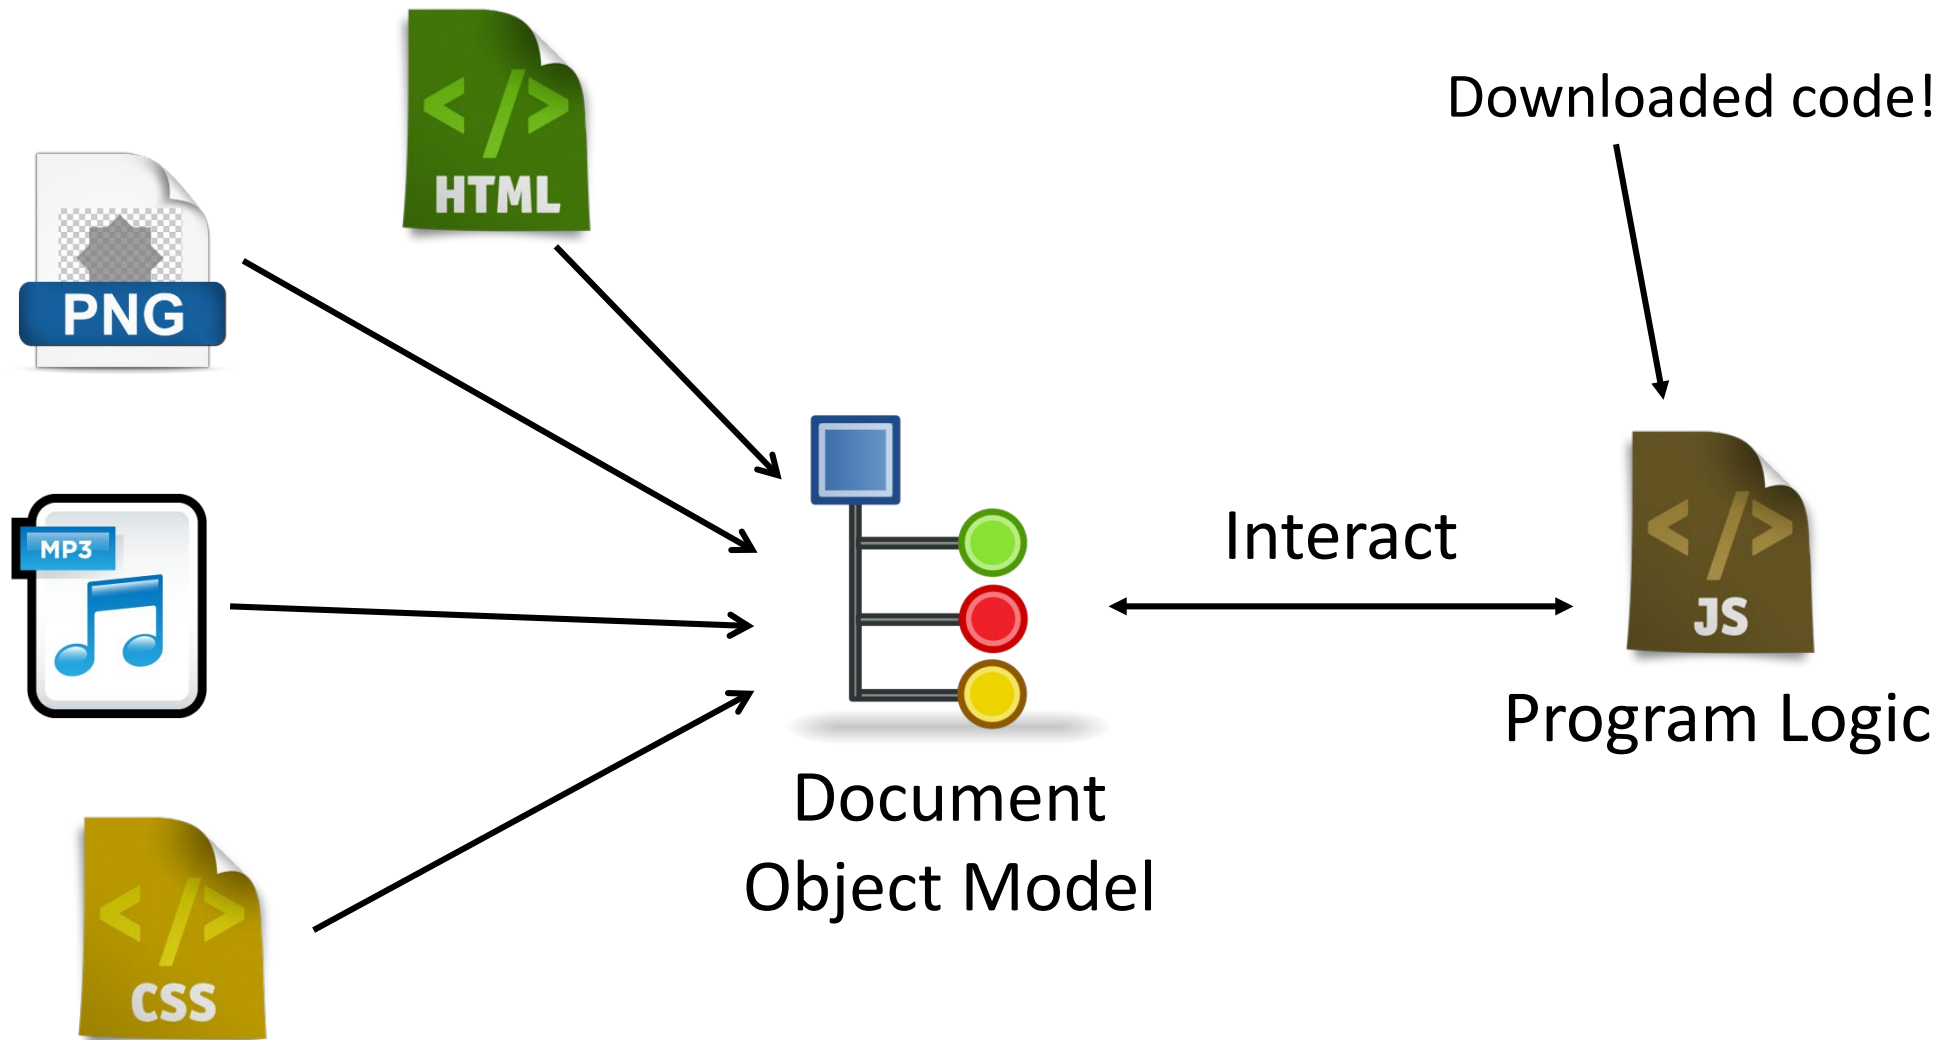 </>
HTML
Downloaded code!
PNG
MP3
Interact
</>
JS
Program Logic
Document
Object Model
</>
CSS